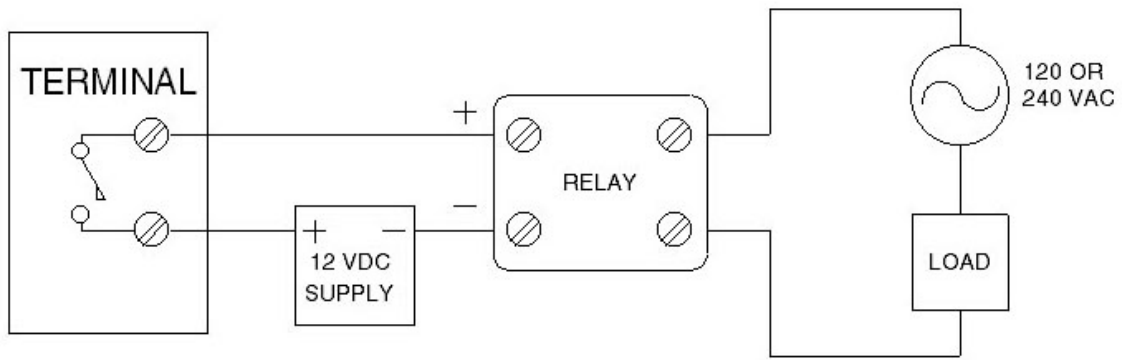 TERMINAL
+
−
+ −
12 VDC
SUPPLY
RELAY
120 OR
240 VAC
LOAD